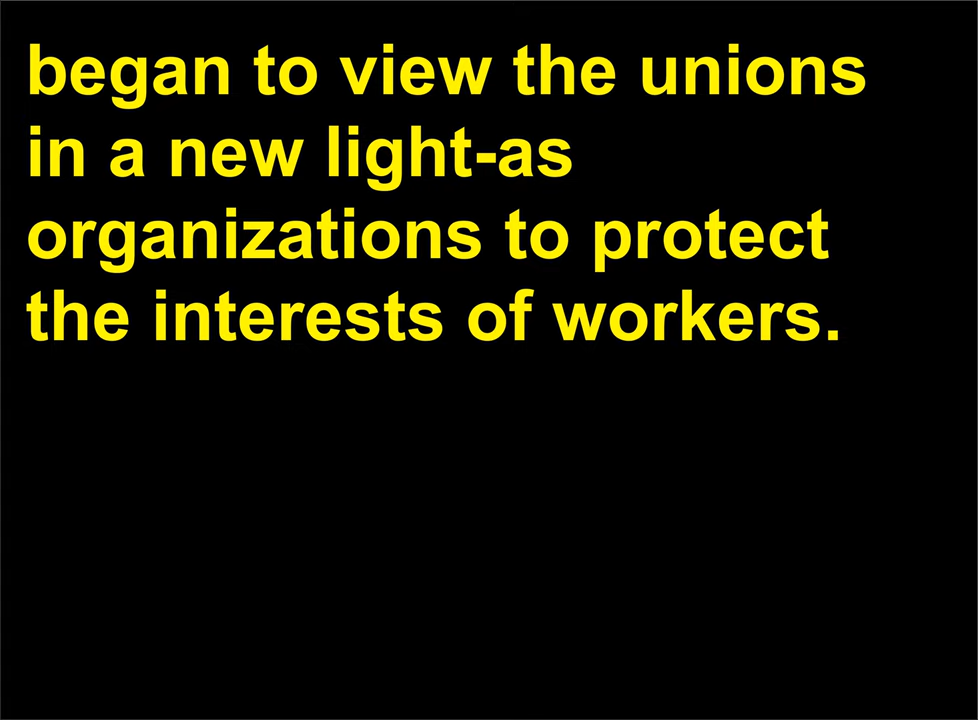 began to view the unions
in a new light-as
organizations to protect
the interests of workers.